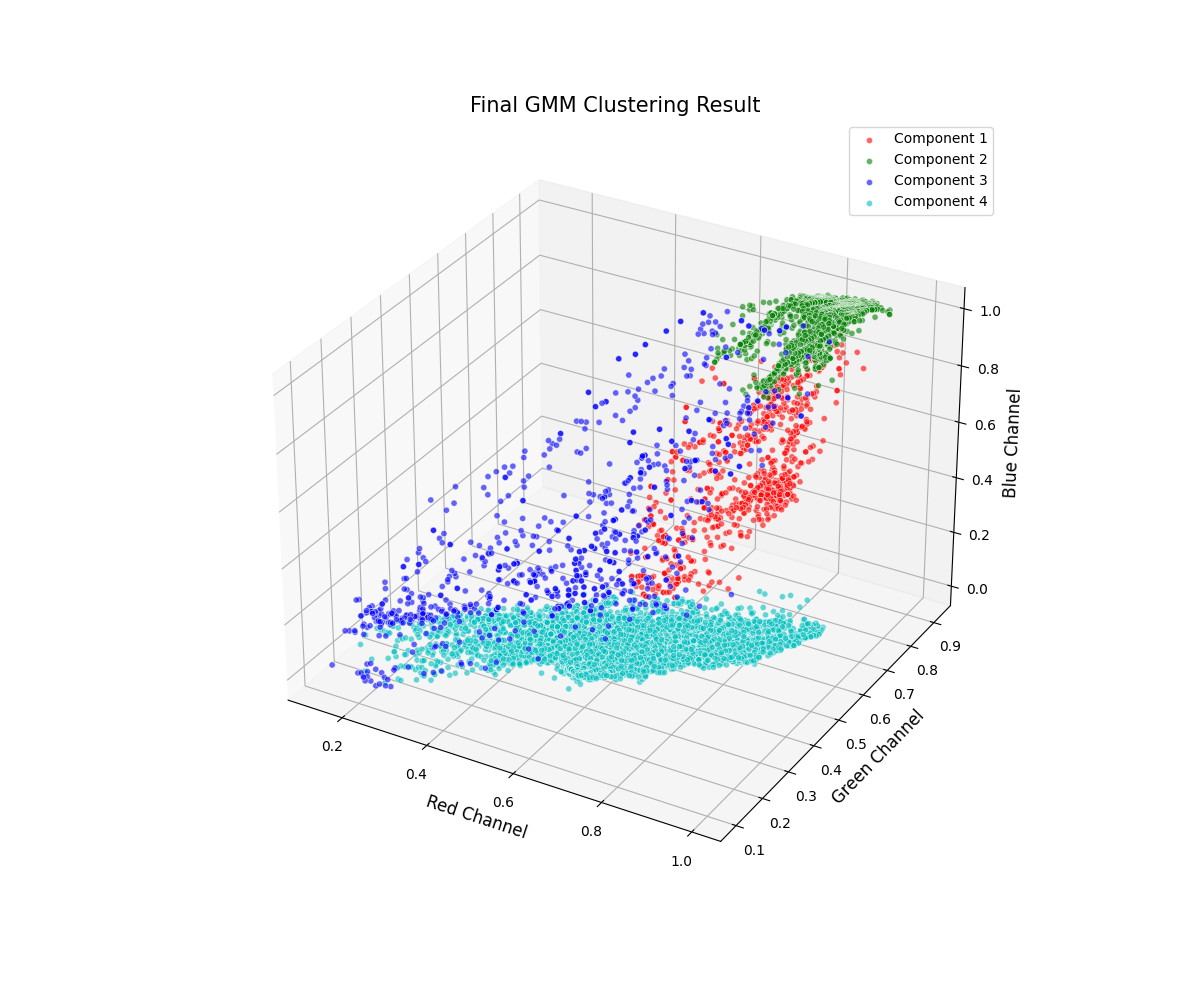 Final GMM Clustering Result
Component 1
Component 2
Component 3
Component 4
1.0
0.8
0.6
0.4
0.2
0.0
Blue Channel
0.9
0.8
0.7
0.6
0.5
0.4
0.3
0.2
0.1
Green Channel
0.2
0.4
0.6
0.8
1.0
Red Channel